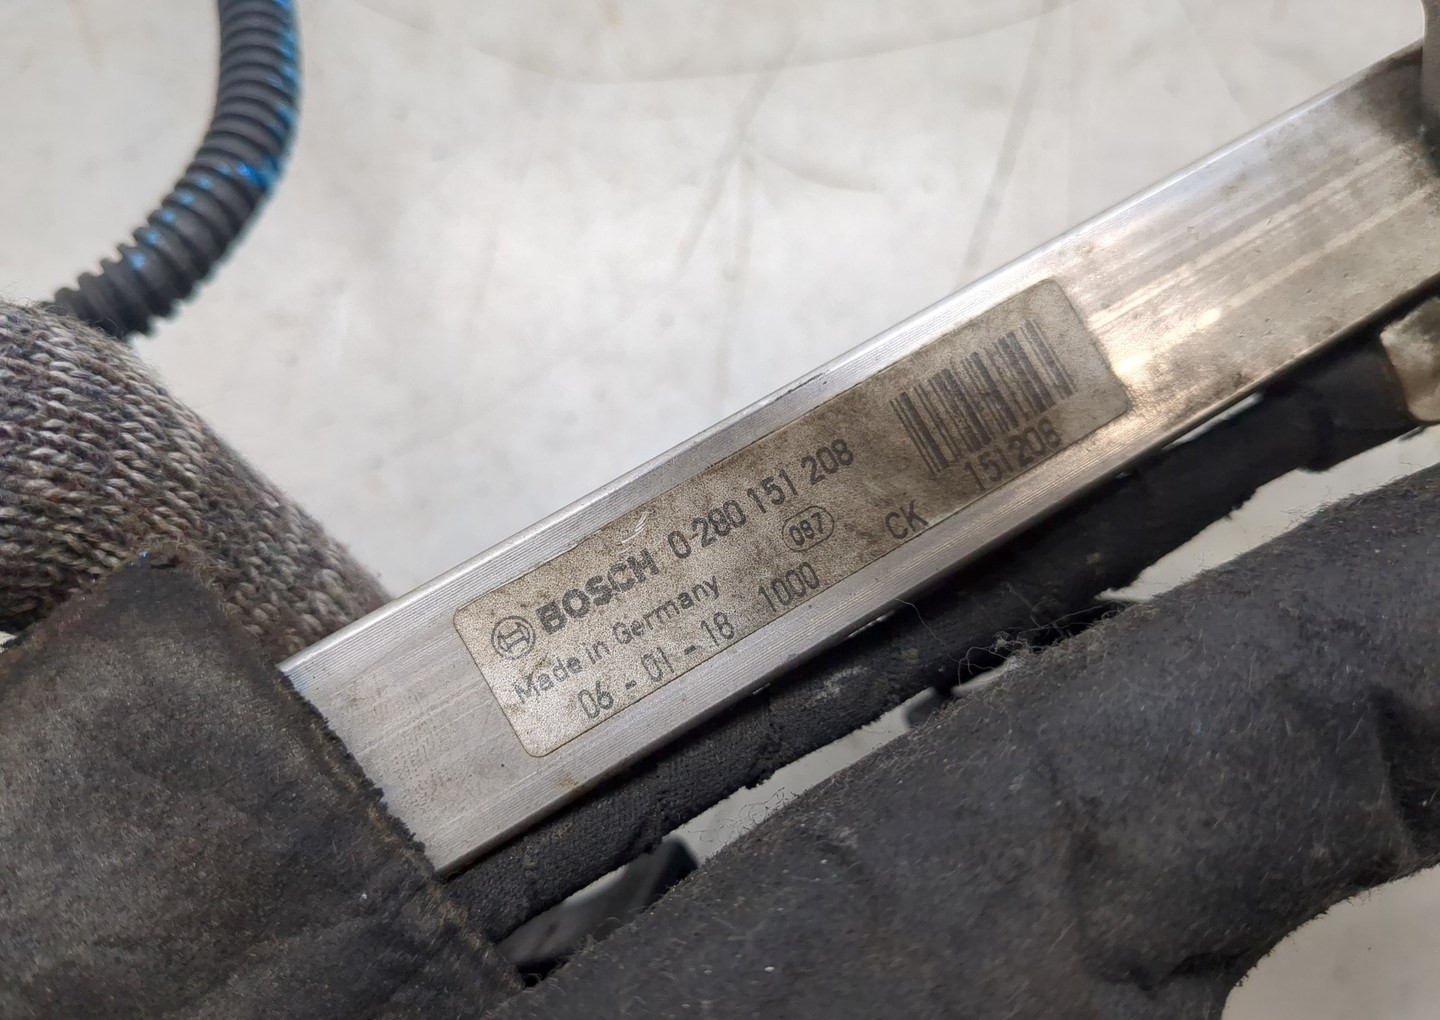 BOSCH 0-280 151 208
Made in Germany 087
06 - 01 - 18 1000 CK
151208